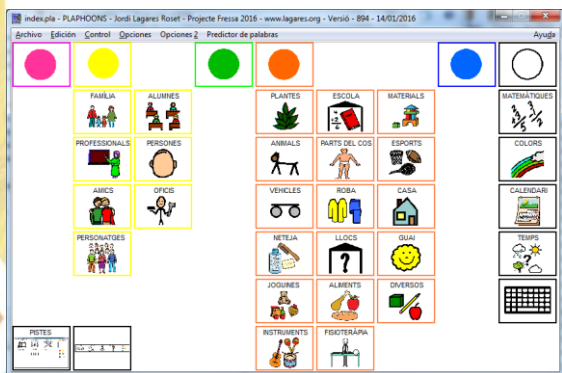 index.pla - PLAPHOONS - Jordi Lagares Roset - Projecte Fressa 2016 - www.lagares.org - Versió - 894 - 14/01/2016
Archivo Edición Control Opciones Opciones 2 Predictor de palabras Ayuda
FAMÍLIA ALUMNES PLANTES ESCOLA MATERIALS MATEMÀTIQUES
PROFESSIONALS PERSONES ANIMALS PARTS DEL COS ESPORTS COLORS
AMICS OFICIS VEHICLES ROBA CASA CALENDARI
PERSONATGES NETEJA LLOCS GUAI TEMPS
JOGUINES ALIMENTS DIVERSOS
PISTES INSTRUMENTS FISIOTERÀPIA